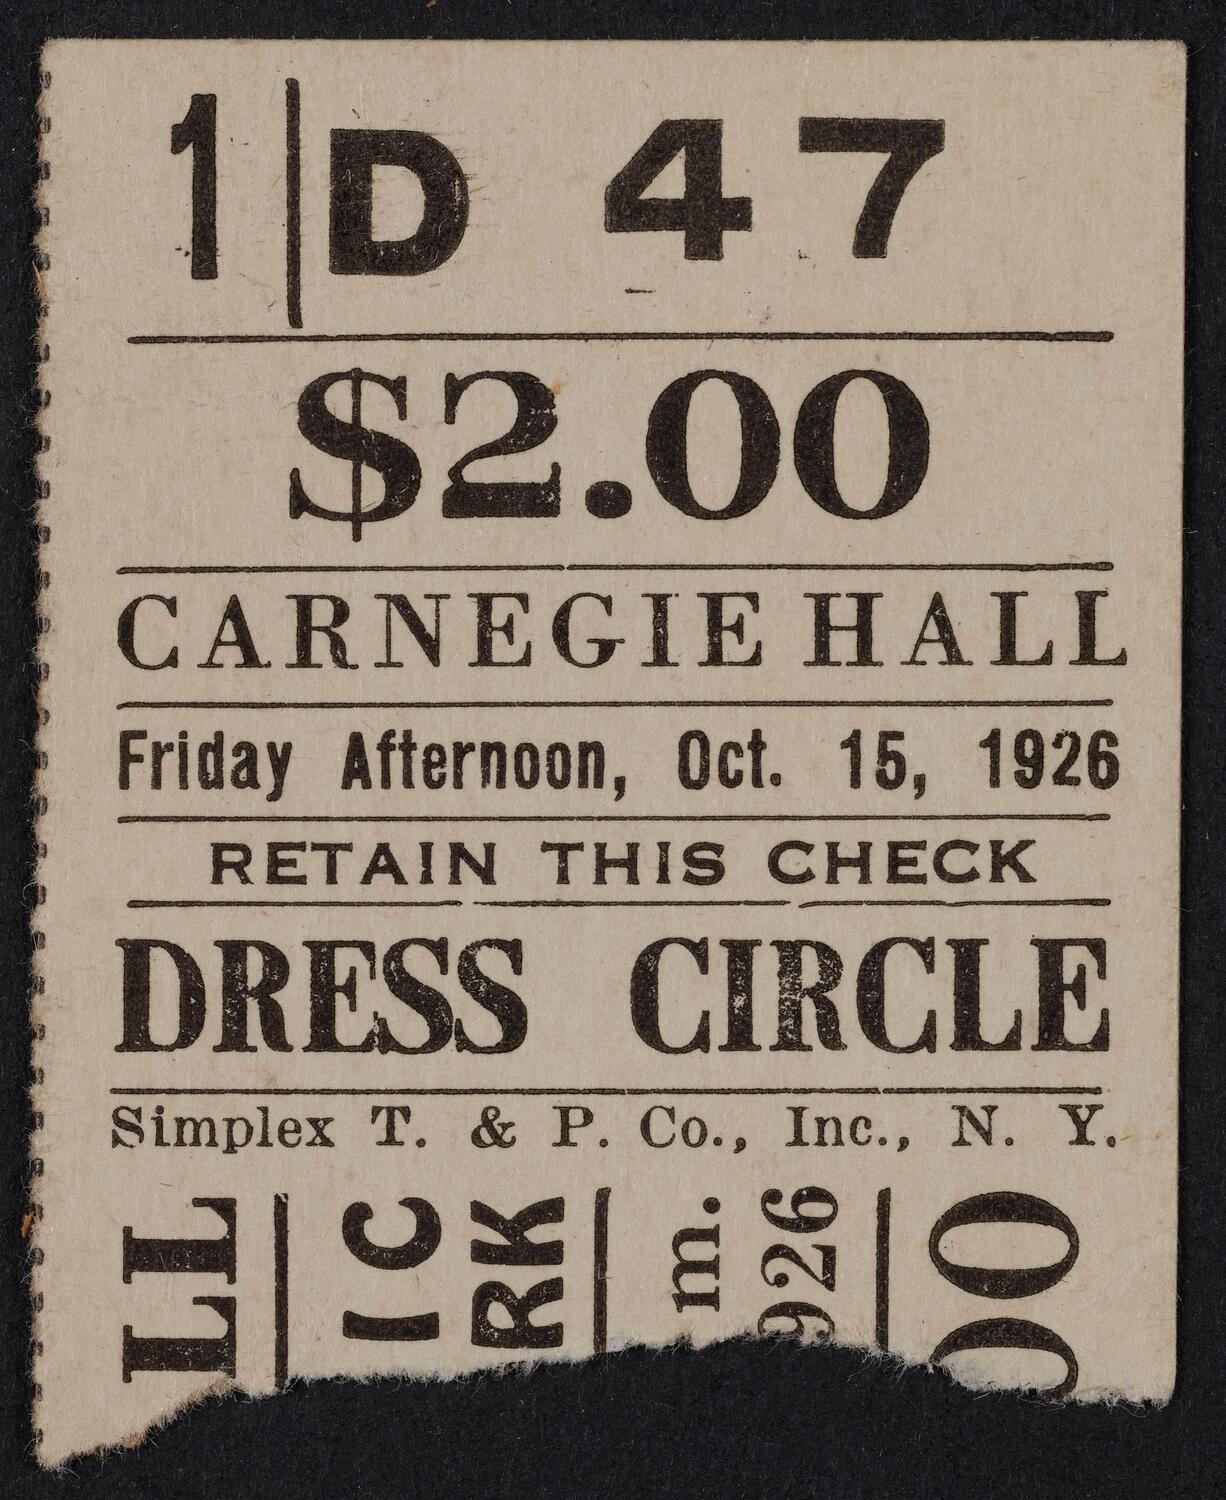 1 | D 47
$2.00
CARNEGIE HALL
Friday Afternoon, Oct. 15, 1926
RETAIN THIS CHECK
DRESS CIRCLE
Simplex T. & P. Co., Inc., N. Y.
LL
IC
RK
m.
926
00